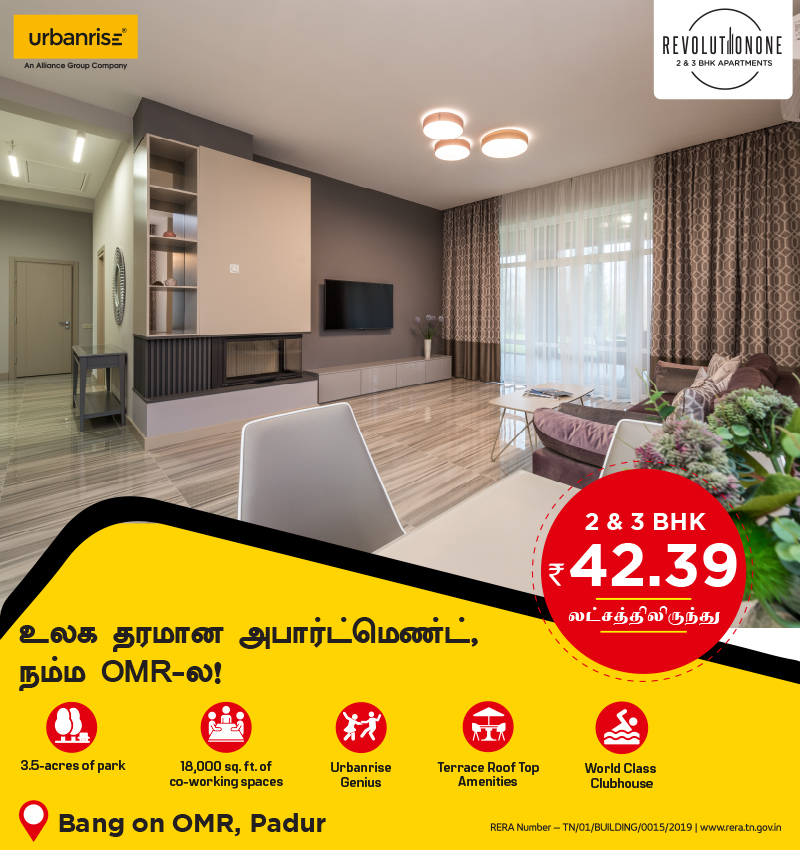 urbanrise®
An Alliance Group Company
REVOLUTIONONE
2 & 3 BHK APARTMENTS
2 & 3 BHK
₹42.39
லட்சத்திலிருந்து
உலக தரமான அபார்ட்மெண்ட்,
நம்ம OMR-ல!
3.5-acres of park
18,000 sq. ft. of
co-working spaces
Urbanrise
Genius
Terrace Roof Top
Amenities
World Class
Clubhouse
Bang on OMR, Padur
RERA Number – TN/01/BUILDING/0015/2019 | www.rera.tn.gov.in